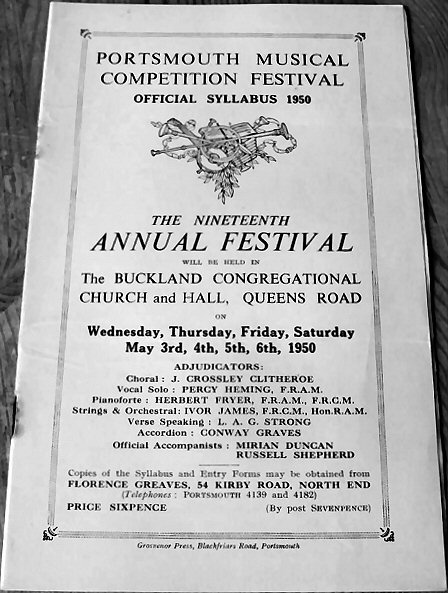 PORTSMOUTH MUSICAL
COMPETITION FESTIVAL
OFFICIAL SYLLABUS 1950
THE NINETEENTH
ANNUAL FESTIVAL
WILL BE HELD IN
The BUCKLAND CONGREGATIONAL
CHURCH and HALL, QUEENS ROAD
ON
Wednesday, Thursday, Friday, Saturday
May 3rd, 4th, 5th, 6th, 1950
ADJUDICATORS:
Choral : J. CROSSLEY CLITHEROE
Vocal Solo : PERCY HEMING, F.R.A.M.
Pianoforte : HERBERT FRYER, F.R.A.M., F.R.C.M.
Strings & Orchestral: IVOR JAMES, F.R.C.M., Hon.R.A.M.
Verse Speaking : L. A. G. STRONG
Accordion : CONWAY GRAVES
Official Accompanists : MIRIAN DUNCAN
RUSSELL SHEPHERD
Copies of the Syllabus and Entry Forms may be obtained from
FLORENCE GREAVES, 54 KIRBY ROAD, NORTH END
(Telephones : PORTSMOUTH 4139 and 4182)
PRICE SIXPENCE (By post SEVENPENCE)
Grosvenor Press, Blackfriars Road, Portsmouth